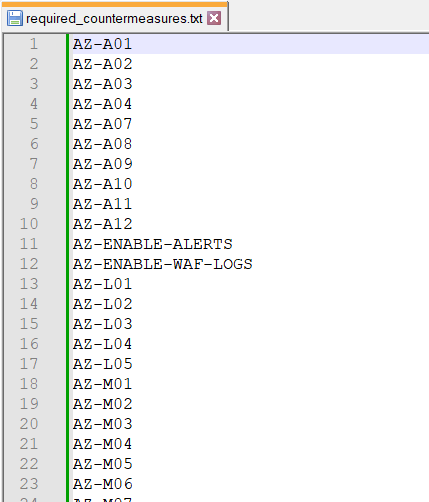 required_countermeasures.txt
1 AZ-A01
2 AZ-A02
3 AZ-A03
4 AZ-A04
5 AZ-A07
6 AZ-A08
7 AZ-A09
8 AZ-A10
9 AZ-A11
10 AZ-A12
11 AZ-ENABLE-ALERTS
12 AZ-ENABLE-WAF-LOGS
13 AZ-L01
14 AZ-L02
15 AZ-L03
16 AZ-L04
17 AZ-L05
18 AZ-M01
19 AZ-M02
20 AZ-M03
21 AZ-M04
22 AZ-M05
23 AZ-M06
24 AZ-M07